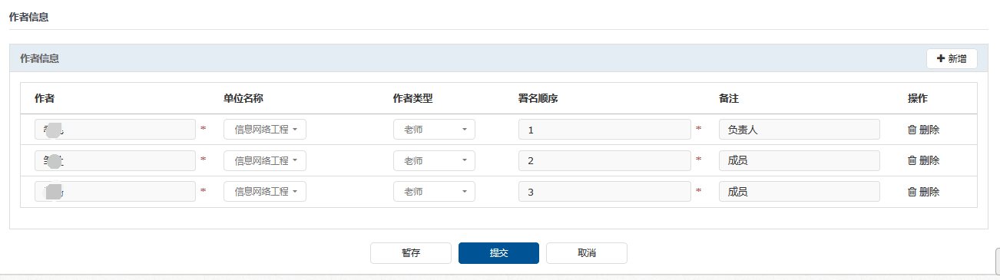 作者信息
作者信息 新增
作者 单位名称 作者类型 署名顺序 备注 操作
* 信息网络工程 老师 1 * 负责人 删除
* 信息网络工程 老师 2 * 成员 删除
* 信息网络工程 老师 3 * 成员 删除
暂存 提交 取消